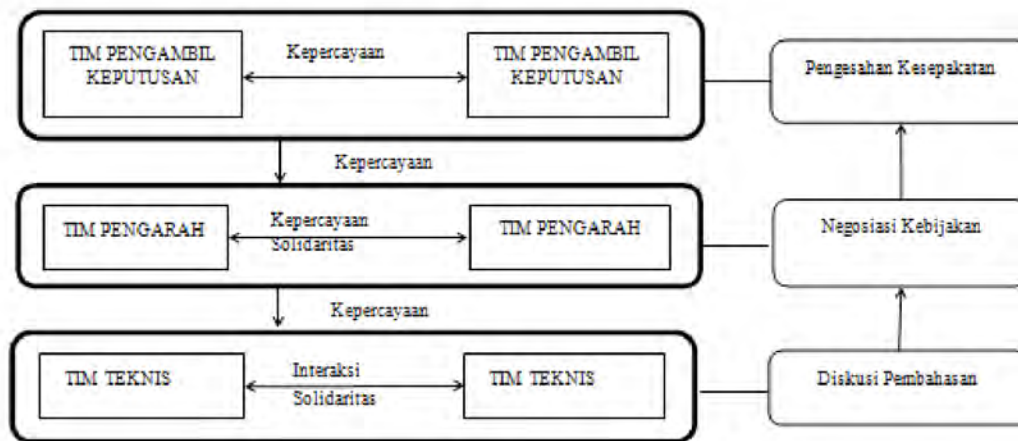 TIM PENGAMBIL
KEPUTUSAN
Kepercayaan
TIM PENGAMBIL
KEPUTUSAN
Pengesahan Kesepakatan
Kepercayaan
TIM PENGARAH
Kepercayaan
Solidaritas
TIM PENGARAH
Negosiasi Kebijakan
Kepercayaan
TIM TEKNIS
Interaksi
Solidaritas
TIM TEKNIS
Diskusi Pembahasan